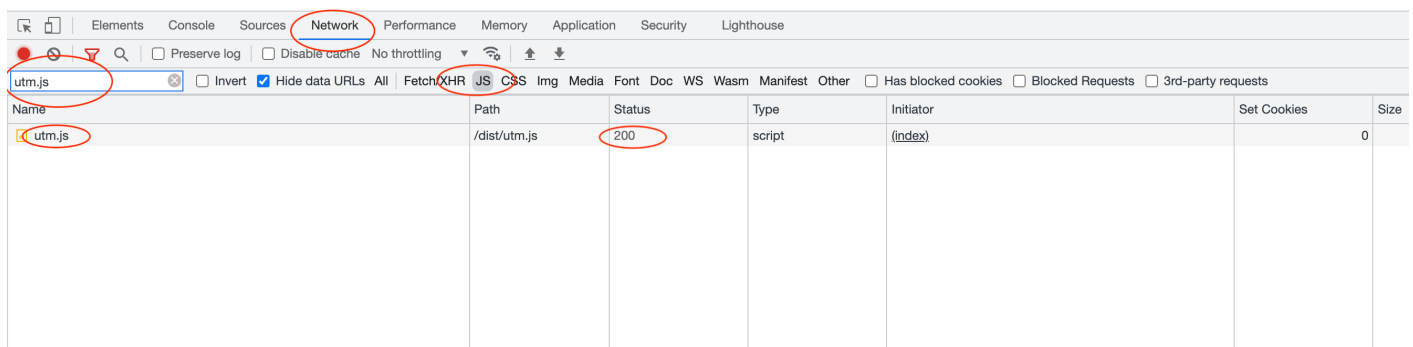 Elements Console Sources Network Performance Memory Application Security Lighthouse
Preserve log Disable cache No throttling
utm.js Invert Hide data URLs All Fetch/XHR JS CSS Img Media Font Doc WS Wasm Manifest Other Has blocked cookies Blocked Requests 3rd-party requests
Name Path Status Type Initiator Set Cookies Size
utm.js /dist/utm.js 200 script (index) 0